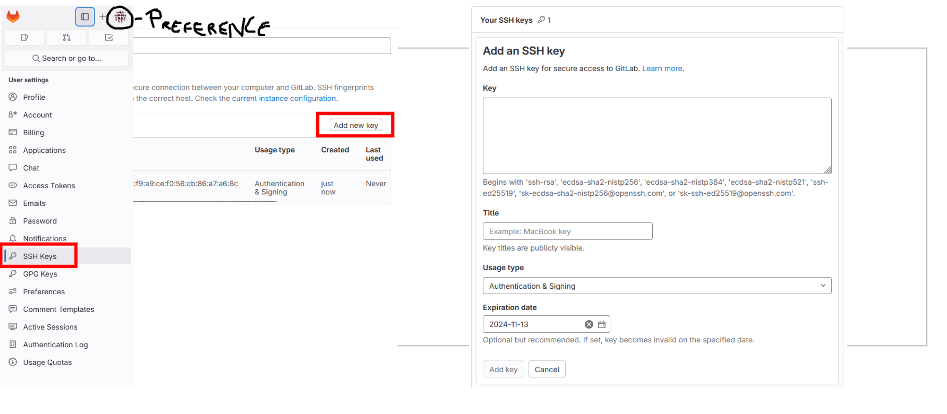 -PREFERENCE
Search or go to...
User settings
Profile
Account
Billing
Applications
Chat
Access Tokens
Emails
Password
Notifications
SSH Keys
GPG Keys
Preferences
Comment Templates
Active Sessions
Authentication Log
Usage Quotas
ecure connection between your computer and GitLab. SSH fingerprints
o the correct host. Check the current instance configuration.
Add new key
Usage type Created Last used
:f9:a9:ce:f0:56:cb:86:a7:a6:8c Authentication & Signing just now Never
Your SSH keys 1
Add an SSH key
Add an SSH key for secure access to GitLab. Learn more.
Key
Begins with 'ssh-rsa', 'ecdsa-sha2-nistp256', 'ecdsa-sha2-nistp384', 'ecdsa-sha2-nistp521', 'ssh-
ed25519', 'sk-ecdsa-sha2-nistp256@openssh.com', or 'sk-ssh-ed25519@openssh.com'.
Title
Example: MacBook key
Key titles are publicly visible.
Usage type
Authentication & Signing
Expiration date
2024-11-13
Optional but recommended. If set, key becomes invalid on the specified date.
Add key Cancel